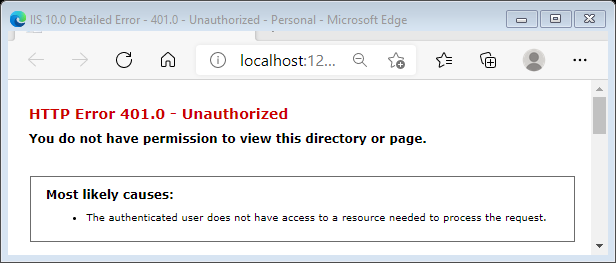 IIS 10.0 Detailed Error - 401.0 - Unauthorized - Personal - Microsoft Edge
localhost:12...
HTTP Error 401.0 - Unauthorized
You do not have permission to view this directory or page.
Most likely causes:
• The authenticated user does not have access to a resource needed to process the request.